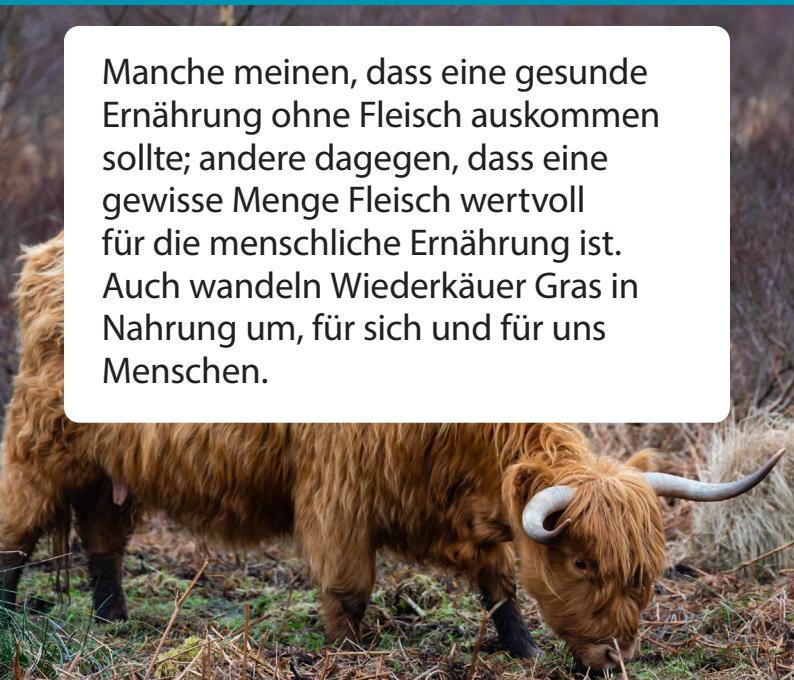 Manche meinen, dass eine gesunde
Ernährung ohne Fleisch auskommen
sollte; andere dagegen, dass eine
gewisse Menge Fleisch wertvoll
für die menschliche Ernährung ist.
Auch wandeln Wiederkäuer Gras in
Nahrung um, für sich und für uns
Menschen.